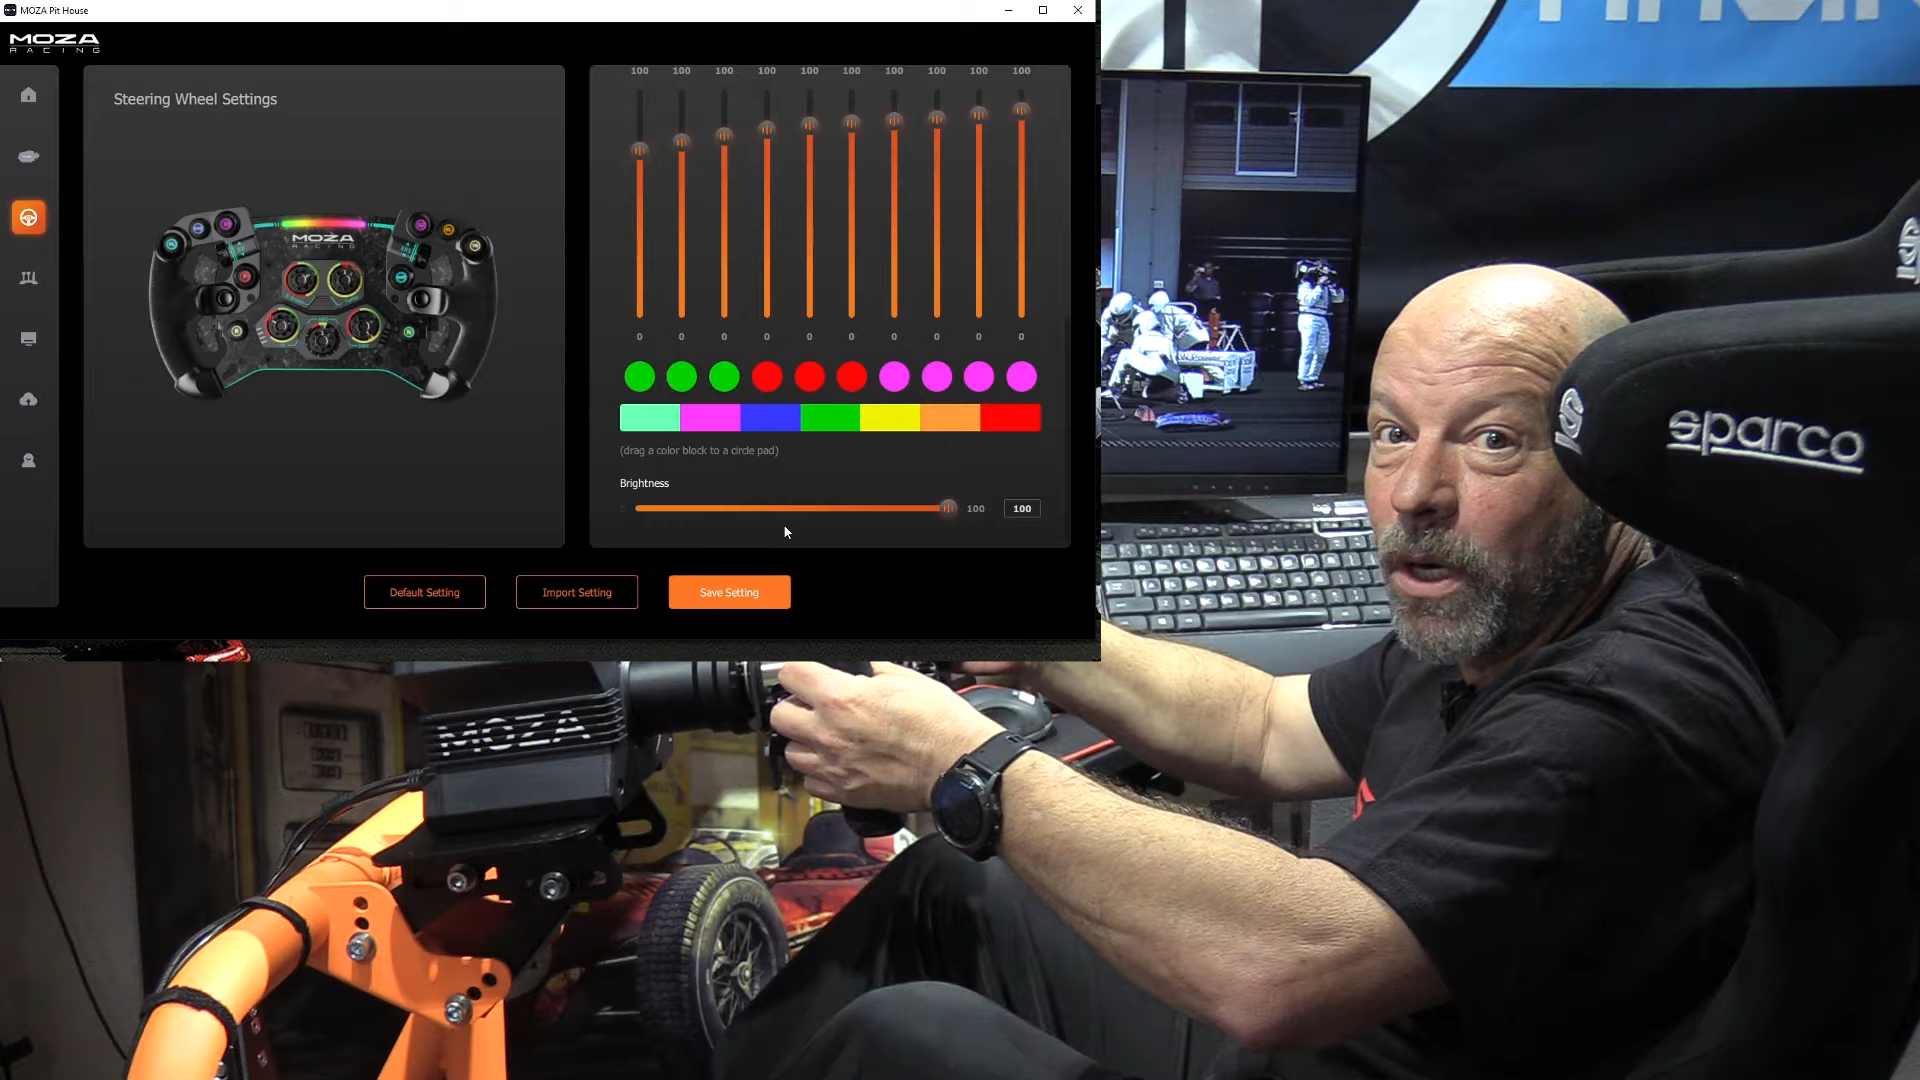 MOZA Pit House
MOZA
RACING
Steering Wheel Settings
100 100 100 100 100 100 100 100 100 100
0 0 0 0 0 0 0 0 0 0
(drag a color block to a circle pad)
Brightness
100 100
Default Setting Import Setting Save Setting
MOZA
RACING
sparco
MOZA